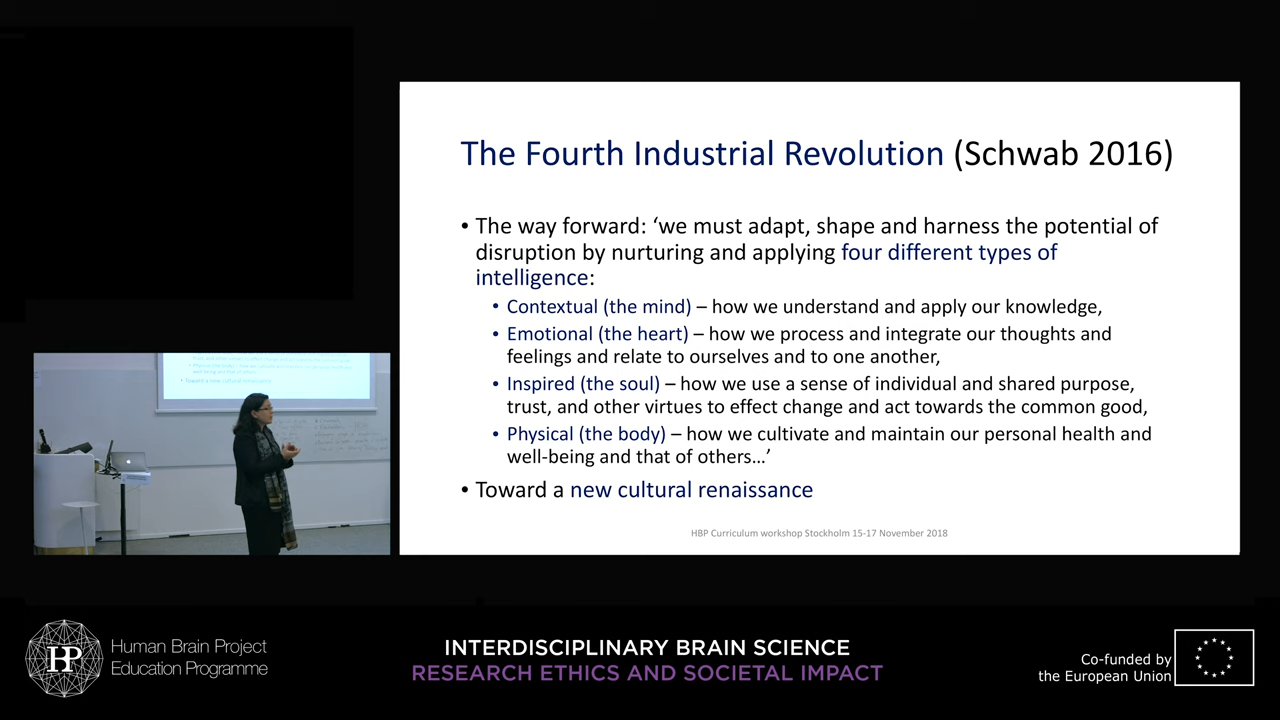 The Fourth Industrial Revolution (Schwab 2016)
• The way forward: ‘we must adapt, shape and harness the potential of
disruption by nurturing and applying four different types of
intelligence:
• Contextual (the mind) – how we understand and apply our knowledge,
• Emotional (the heart) – how we process and integrate our thoughts and
feelings and relate to ourselves and to one another,
• Inspired (the soul) – how we use a sense of individual and shared purpose,
trust, and other virtues to effect change and act towards the common good,
• Physical (the body) – how we cultivate and maintain our personal health and
well-being and that of others…’
• Toward a new cultural renaissance
HBP Curriculum workshop Stockholm 15-17 November 2018
HP
Human Brain Project
Education Programme
INTERDISCIPLINARY BRAIN SCIENCE
RESEARCH ETHICS AND SOCIETAL IMPACT
Co-funded by
the European Union